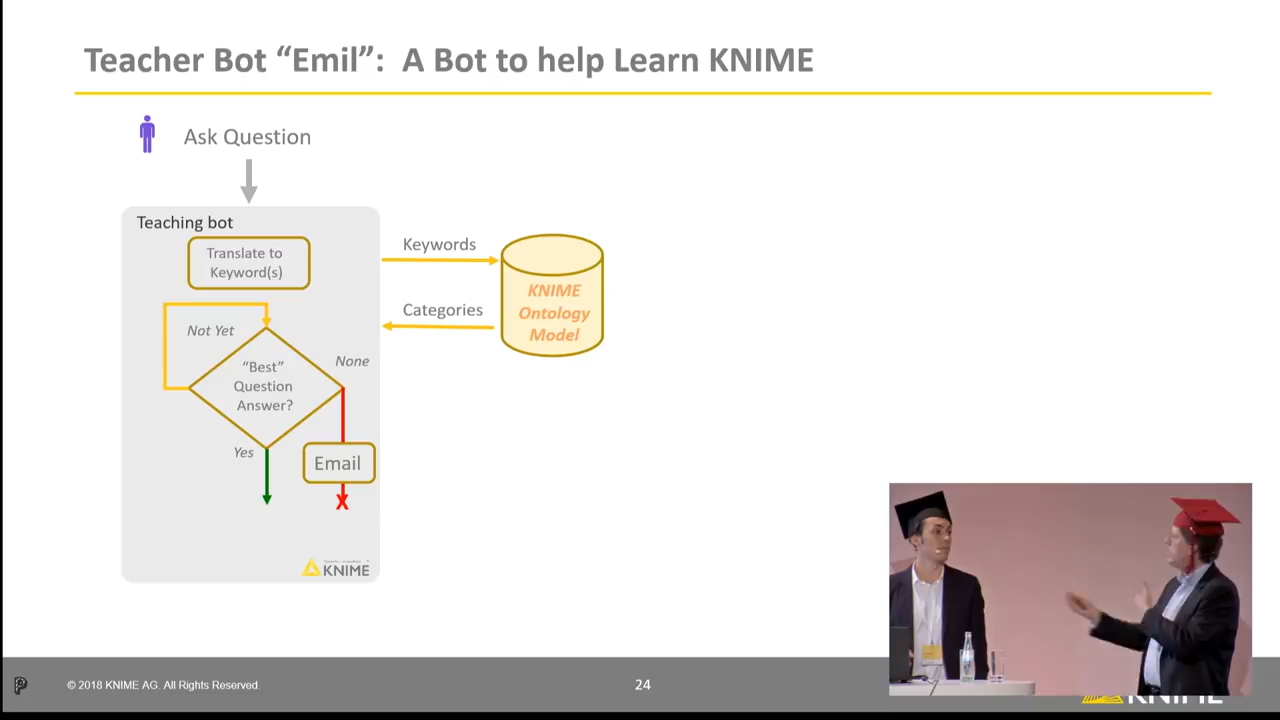 Teacher Bot “Emil”: A Bot to help Learn KNIME
Ask Question
Teaching bot
Translate to
Keyword(s)
Keywords
Categories
KNIME
Ontology
Model
Not Yet
None
“Best”
Question
Answer?
Yes
Email
X
KNIME
© 2018 KNIME AG. All Rights Reserved.
24
KNIME